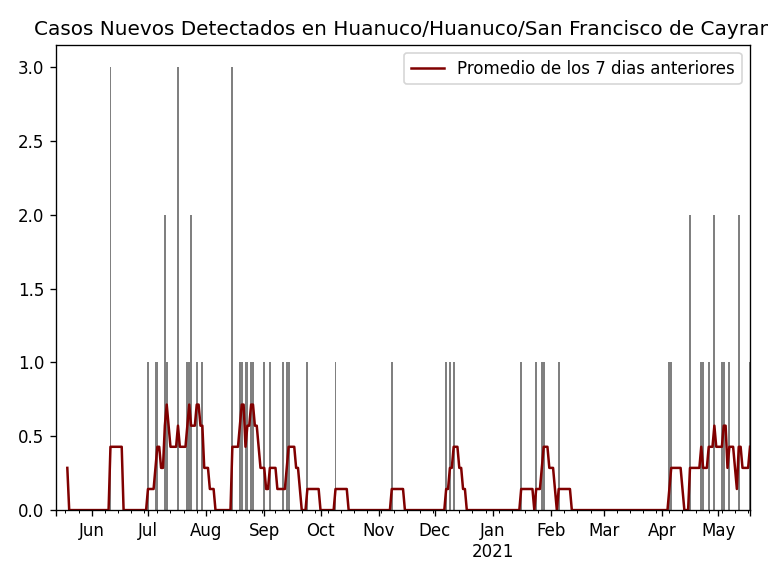 Casos Nuevos Detectados en Huanuco/Huanuco/San Francisco de Cayran
Promedio de los 7 dias anteriores
3.0
2.5
2.0
1.5
1.0
0.5
0.0
Jun Jul Aug Sep Oct Nov Dec Jan Feb Mar Apr May
2021